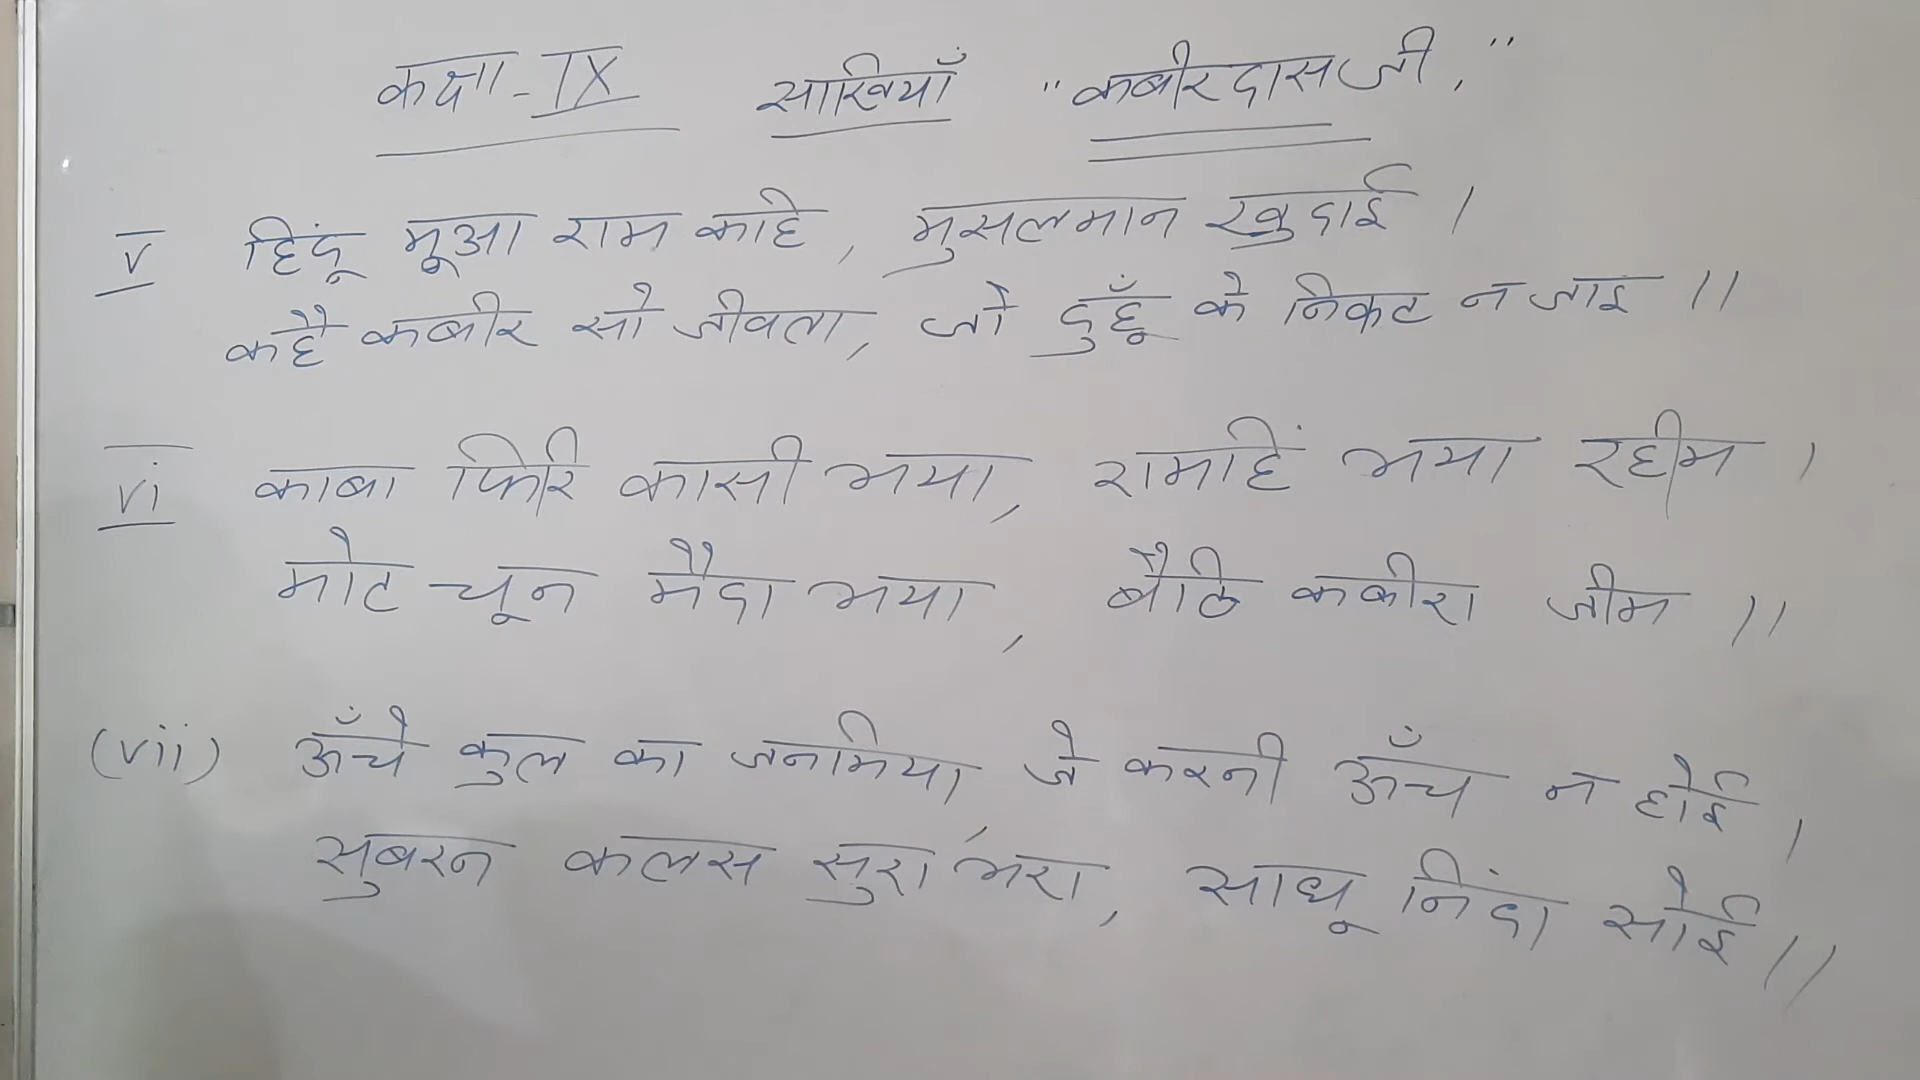 कक्षा-IX साखियाँ "कबीरदास जी."
v हिंदू मूआ राम कहि, मुसलमान खुदाई ।
कहै कबीर सो जीवता, जो दुहूँ के निकट न जाइ ॥
vi काबा फिरि कासी भया, रामहिं भया रहीम ।
मोट चून मैदा भया, बैठि कबीरा जीम ॥
(vii) ऊँचे कुल का जनमिया, जे करनी ऊँच न होई ।
सुबरन कलस सुरा भरा, साधू निंदा सोई ॥